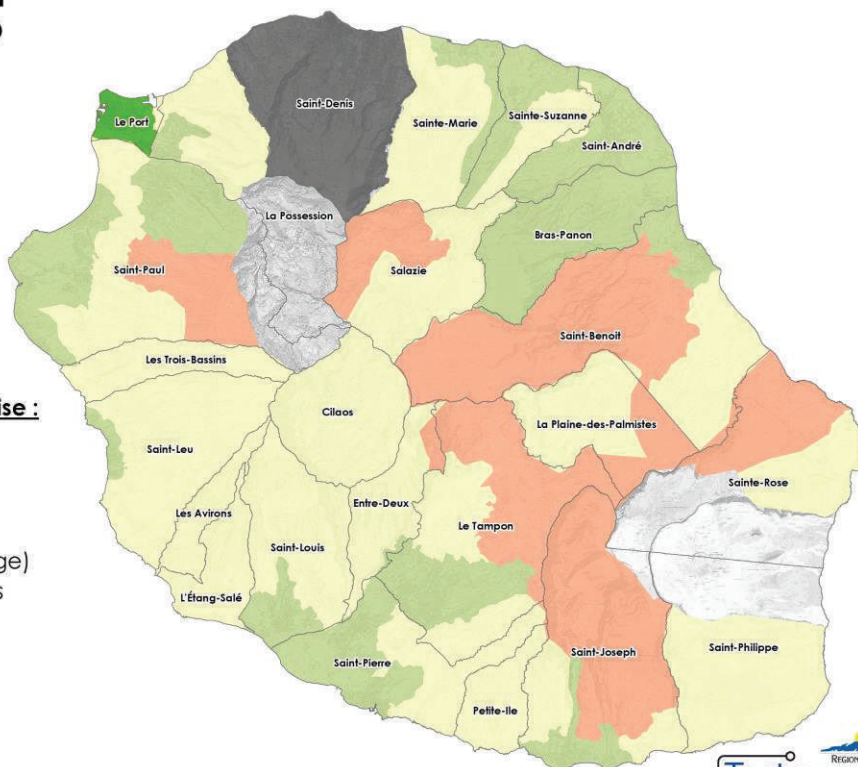 Saint-Denis
Le Port
Sainte-Marie
Sainte-Suzanne
Saint-André
La Possession
Bras-Panon
Saint-Paul
Salazie
Saint-Benoit
Les Trois-Bassins
ise :
Cilaos
La Plaine-des-Palmistes
Saint-Leu
Sainte-Rose
Entre-Deux
Les Avirons
Le Tampon
Saint-Louis
ge)
s
L'Étang-Salé
Saint-Joseph
Saint-Philippe
Saint-Pierre
Petite-Ile
REGION